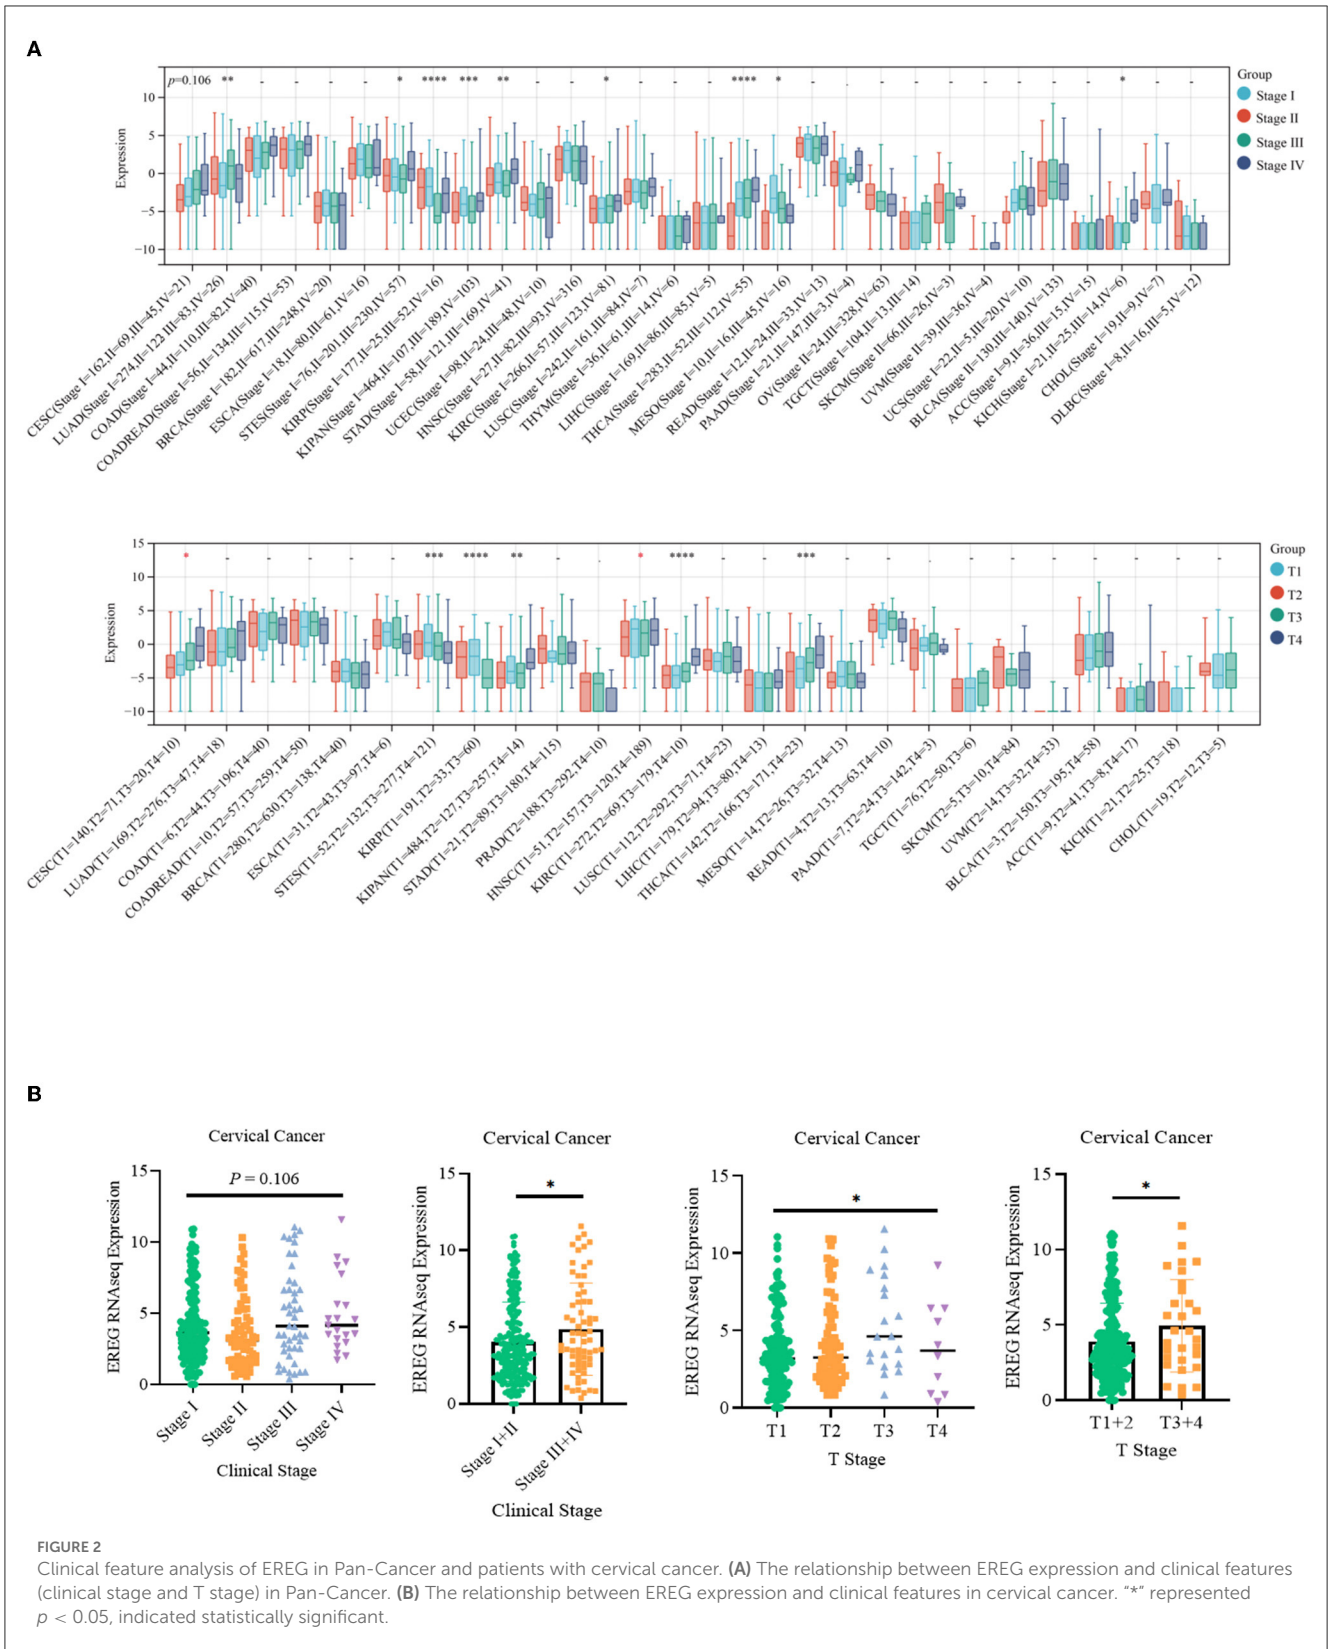 A
p=0.106 ** - - - - * **** *** ** - - * - - - **** * - - - - - - - - - * - -
Group
Stage I
Stage II
Stage III
Stage IV
Expression
10
5
0
−5
−10
CESC(Stage I=162,II=69,III=45,IV=21)
LUAD(Stage I=274,II=123,III=83,IV=26)
COAD(Stage I=44,II=110,III=82,IV=40)
COADREAD(Stage I=56,II=134,III=115,IV=53)
BRCA(Stage I=182,II=617,III=248,IV=20)
ESCA(Stage I=18,II=80,III=61,IV=16)
STES(Stage I=76,II=201,III=230,IV=57)
KIRP(Stage I=177,II=25,III=52,IV=16)
KIPAN(Stage I=464,II=107,III=189,IV=103)
STAD(Stage I=58,II=121,III=169,IV=41)
UCEC(Stage I=98,II=24,III=48,IV=10)
HNSC(Stage I=27,II=82,III=93,IV=316)
KIRC(Stage I=266,II=57,III=123,IV=81)
LUSC(Stage I=242,II=161,III=84,IV=7)
THYM(Stage I=36,II=61,III=14,IV=6)
LIHC(Stage I=169,II=86,III=85,IV=5)
THCA(Stage I=283,II=52,III=112,IV=55)
MESO(Stage I=10,II=16,III=45,IV=16)
READ(Stage I=12,II=24,III=33,IV=13)
PAAD(Stage I=21,II=147,III=3,IV=4)
OV(Stage II=24,III=328,IV=63)
TGCT(Stage I=104,II=13,III=14)
SKCM(Stage II=66,III=26,IV=3)
UVM(Stage II=39,III=36,IV=4)
UCS(Stage I=22,II=5,III=20,IV=10)
BLCA(Stage II=130,III=140,IV=133)
ACC(Stage I=9,II=36,III=15,IV=15)
KICH(Stage I=21,II=25,III=14,IV=6)
CHOL(Stage I=19,II=9,IV=7)
DLBC(Stage I=8,II=16,III=5,IV=12)
* - - - - - *** **** ** - - * **** - - *** - - - - - - - - - -
Group
T1
T2
T3
T4
Expression
15
10
5
0
−5
−10
CESC(T1=140,T2=71,T3=20,T4=10)
LUAD(T1=169,T2=276,T3=47,T4=18)
COAD(T1=6,T2=44,T3=196,T4=40)
COADREAD(T1=10,T2=57,T3=259,T4=50)
BRCA(T1=280,T2=630,T3=138,T4=40)
ESCA(T1=31,T2=43,T3=97,T4=6)
STES(T1=52,T2=132,T3=277,T4=121)
KIRP(T1=191,T2=33,T3=60)
KIPAN(T1=484,T2=127,T3=257,T4=14)
STAD(T1=21,T2=89,T3=180,T4=115)
PRAD(T2=188,T3=292,T4=10)
HNSC(T1=51,T2=157,T3=120,T4=189)
KIRC(T1=272,T2=69,T3=179,T4=10)
LUSC(T1=112,T2=292,T3=71,T4=23)
LIHC(T1=179,T2=94,T3=80,T4=13)
THCA(T1=142,T2=166,T3=171,T4=23)
MESO(T1=14,T2=26,T3=32,T4=13)
READ(T1=4,T2=13,T3=63,T4=10)
PAAD(T1=7,T2=24,T3=142,T4=3)
TGCT(T1=76,T2=50,T3=6)
SKCM(T2=5,T3=10,T4=84)
UVM(T2=14,T3=32,T4=33)
BLCA(T1=3,T2=150,T3=195,T4=58)
ACC(T1=9,T2=41,T3=8,T4=17)
KICH(T1=21,T2=25,T3=18)
CHOL(T1=19,T2=12,T3=5)
B
Cervical Cancer
P = 0.106
EREG RNAseq Expression
15
10
5
0
Stage I
Stage II
Stage III
Stage IV
Clinical Stage
Cervical Cancer
*
EREG RNAseq Expression
15
10
5
0
Stage I+II
Stage III+IV
Clinical Stage
Cervical Cancer
*
EREG RNAseq Expression
15
10
5
0
T1 T2 T3 T4
T Stage
Cervical Cancer
*
EREG RNAseq Expression
15
10
5
0
T1+2 T3+4
T Stage
FIGURE 2
Clinical feature analysis of EREG in Pan-Cancer and patients with cervical cancer. (A) The relationship between EREG expression and clinical features
(clinical stage and T stage) in Pan-Cancer. (B) The relationship between EREG expression and clinical features in cervical cancer. "*" represented
p < 0.05, indicated statistically significant.